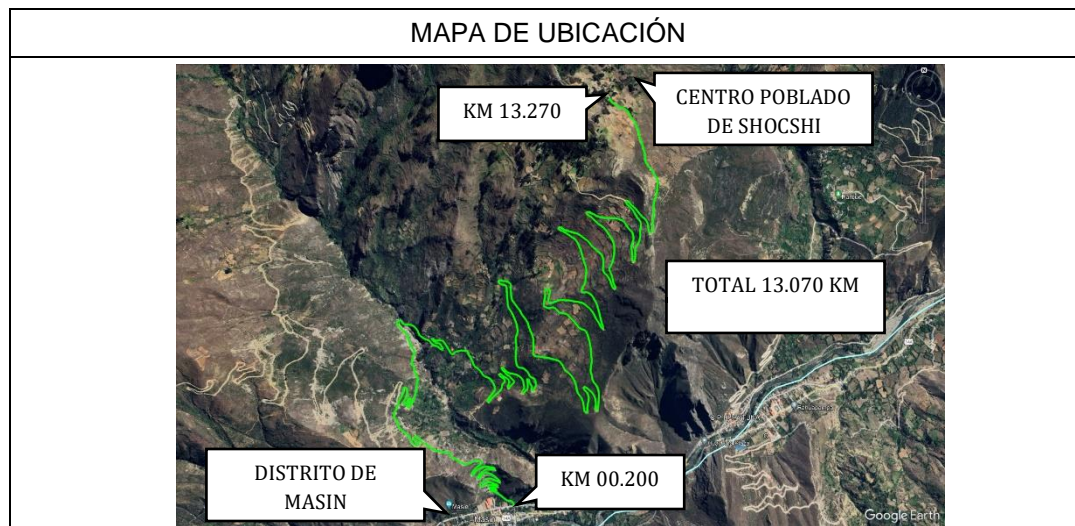 MAPA DE UBICACIÓN
KM 13.270
CENTRO POBLADO
DE SHOCSHI
TOTAL 13.070 KM
DISTRITO DE
MASIN
KM 00.200
Masin
Google Earth